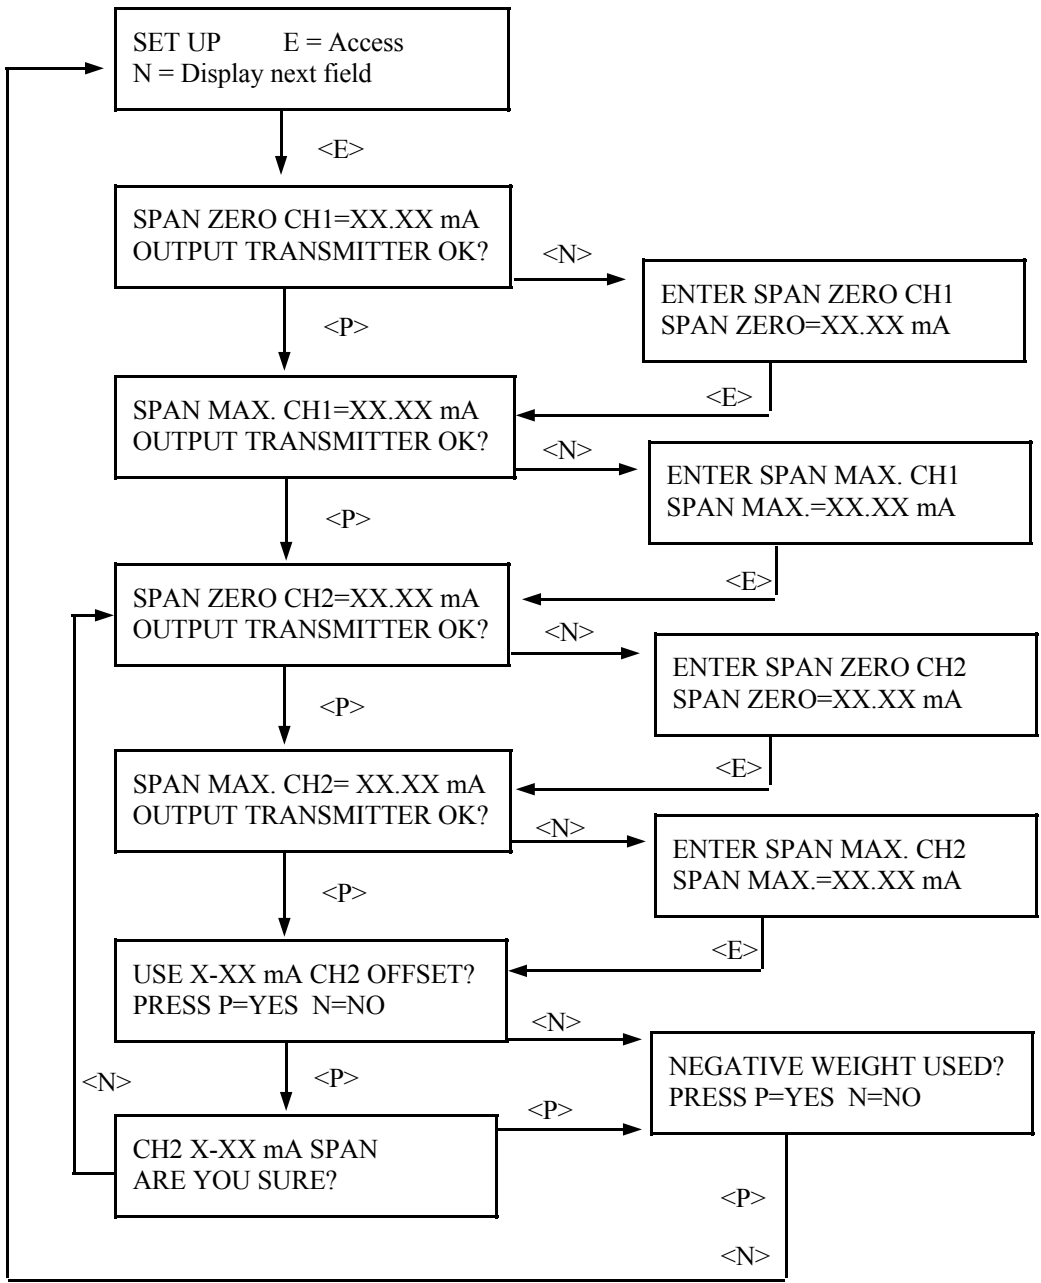 SET UP E = Access
N = Display next field
<E>
SPAN ZERO CH1=XX.XX mA
OUTPUT TRANSMITTER OK?
<N>
ENTER SPAN ZERO CH1
SPAN ZERO=XX.XX mA
<P>
<E>
SPAN MAX. CH1=XX.XX mA
OUTPUT TRANSMITTER OK?
<N>
ENTER SPAN MAX. CH1
SPAN MAX.=XX.XX mA
<P>
<E>
SPAN ZERO CH2=XX.XX mA
OUTPUT TRANSMITTER OK?
<N>
ENTER SPAN ZERO CH2
SPAN ZERO=XX.XX mA
<P>
<E>
SPAN MAX. CH2= XX.XX mA
OUTPUT TRANSMITTER OK?
<N>
ENTER SPAN MAX. CH2
SPAN MAX.=XX.XX mA
<P>
<E>
USE X-XX mA CH2 OFFSET?
PRESS P=YES N=NO
<N>
NEGATIVE WEIGHT USED?
PRESS P=YES N=NO
<N>
<P>
<P>
CH2 X-XX mA SPAN
ARE YOU SURE?
<P>
<N>